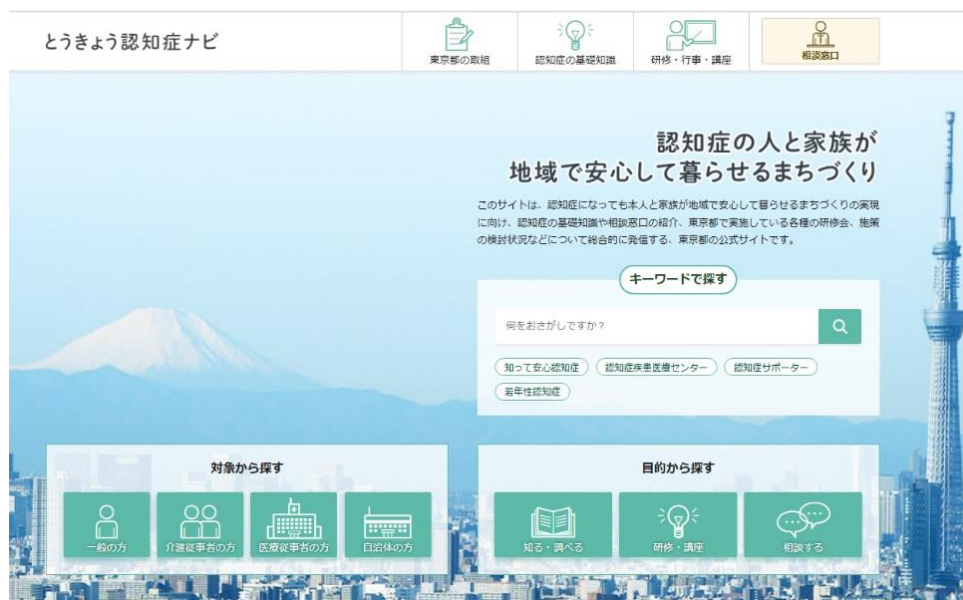 とうきょう認知症ナビ
東京都の取組
認知症の基礎知識
研修・行事・講座
相談窓口
認知症の人と家族が
地域で安心して暮らせるまちづくり
このサイトは、認知症になっても本人と家族が地域で安心して暮らせるまちづくりの実現
に向け、認知症の基礎知識や相談窓口の紹介、東京都で実施している各種の研修会、施策
の検討状況などについて総合的に発信する、東京都の公式サイトです。
キーワードで探す
何をおさがしですか？
知って安心認知症
認知症疾患医療センター
認知症サポーター
若年性認知症
対象から探す
一般の方
介護従事者の方
医療従事者の方
自治体の方
目的から探す
知る・調べる
研修・講座
相談する